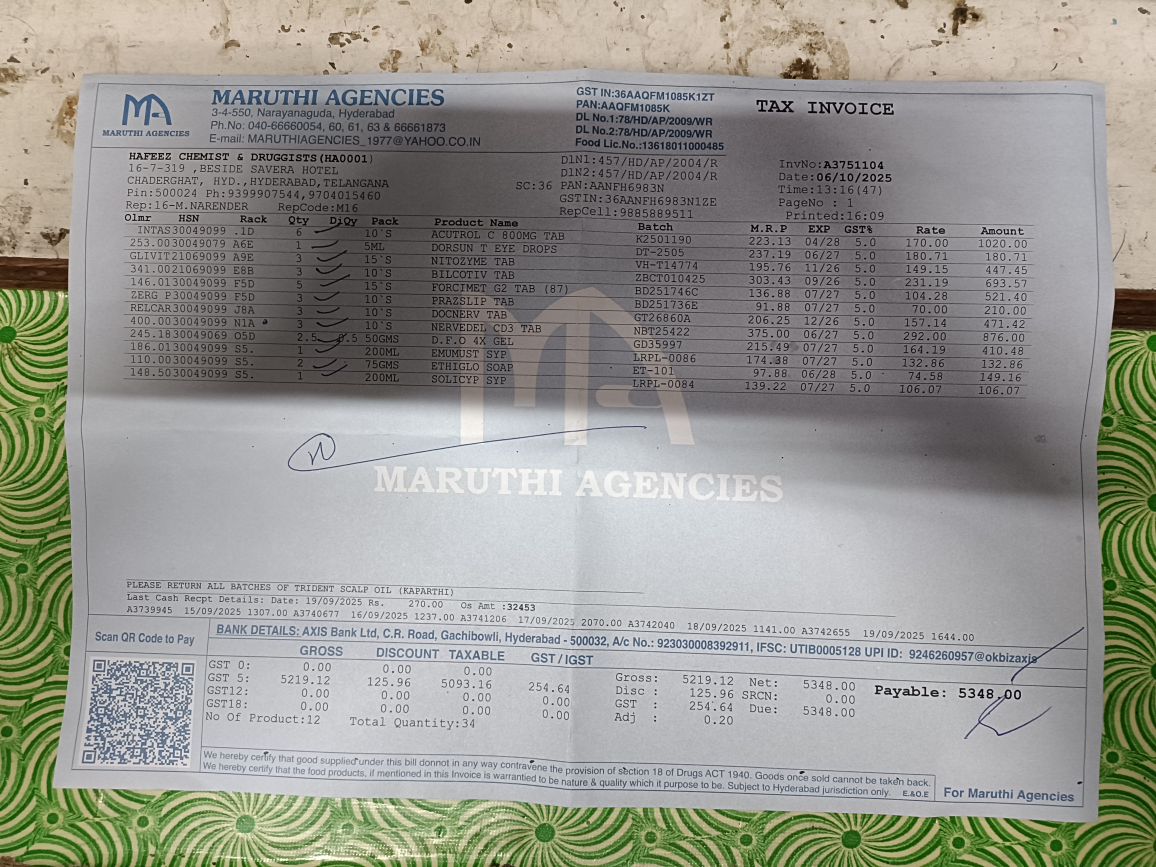 MA
MARUTHI AGENCIES
MARUTHI AGENCIES
3-4-550, Narayanaguda, Hyderabad
Ph.No: 040-66660054, 60, 61, 63 & 66661873
E-mail: MARUTHIAGENCIES_1977@YAHOO.CO.IN
GST IN:36AAQFM1085K1ZT
PAN:AAQFM1085K
DL No.1:78/HD/AP/2009/WR
DL No.2:78/HD/AP/2009/WR
Food Lic.No.:13618011000485
TAX INVOICE
HAFEEZ CHEMIST & DRUGGISTS(HA0001)
16-7-319 ,BESIDE SAVERA HOTEL
CHADERGHAT, HYD.,HYDERABAD,TELANGANA SC:36
Pin:500024 Ph:9399907544,9704015460
Rep:16-M.NARENDER RepCode:M16
DlN1:457/HD/AP/2004/R
DlN2:457/HD/AP/2004/R
PAN:AANFH6983N
GSTIN:36AANFH6983N1ZE
RepCell:9885889511
InvNo:A3751104
Date:06/10/2025
Time:13:16(47)
PageNo : 1
Printed:16:09
Olmr HSN Rack Qty DiQy Pack Product Name Batch M.R.P EXP GST% Rate Amount
INTAS30049099 .1D 6 10'S ACUTROL C 800MG TAB K2501190 223.13 04/28 5.0 170.00 1020.00
253.0030049079 A6E 1 5ML DORSUN T EYE DROPS DT-2505 237.19 06/27 5.0 180.71 180.71
GLIVIT21069099 A9E 3 15'S NITOZYME TAB VH-T14774 195.76 11/26 5.0 149.15 447.45
341.0021069099 E8B 3 10'S BILCOTIV TAB ZBCT010425 303.43 09/26 5.0 231.19 693.57
146.0130049099 F5D 5 15'S FORCIMET G2 TAB (87) BD251746C 136.88 07/27 5.0 104.28 521.40
ZERG P30049099 F5D 3 10'S PRAZSLIP TAB BD251736E 91.88 07/27 5.0 70.00 210.00
RELCAR30049099 J8A 3 10'S DOCNERV TAB GT26860A 206.25 12/26 5.0 157.14 471.42
400.0030049099 N1A 3 10'S NERVEDEL CD3 TAB NBT25422 375.00 06/27 5.0 292.00 876.00
245.1830049069 O5D 2.5 0.5 50GMS D.F.O 4X GEL GD35997 215.49 07/27 5.0 164.19 410.48
186.0130049099 S5. 1 200ML EMUMUST SYP LRPL-0086 174.38 07/27 5.0 132.86 132.86
110.0030049099 S5. 2 75GMS ETHIGLO SOAP ET-101 97.88 06/28 5.0 74.58 149.16
148.5030049099 S5. 1 200ML SOLICYP SYP LRPL-0084 139.22 07/27 5.0 106.07 106.07
MARUTHI AGENCIES
PLEASE RETURN ALL BATCHES OF TRIDENT SCALP OIL (KAPARTHI)
Last Cash Recpt Details: Date: 19/09/2025 Rs. 270.00 Os Amt :32453
A3739945 15/09/2025 1307.00 A3740677 16/09/2025 1237.00 A3741206 17/09/2025 2070.00 A3742040 18/09/2025 1141.00 A3742655 19/09/2025 1644.00
Scan QR Code to Pay
BANK DETAILS: AXIS Bank Ltd, C.R. Road, Gachibowli, Hyderabad - 500032, A/c No.: 923030008392911, IFSC: UTIB0005128 UPI ID: 9246260957@okbizaxis
GROSS DISCOUNT TAXABLE GST / IGST
GST 0: 0.00 0.00 0.00
GST 5: 5219.12 125.96 5093.16 254.64
GST12: 0.00 0.00 0.00 0.00
GST18: 0.00 0.00 0.00 0.00
No Of Product:12 Total Quantity:34
Gross: 5219.12 Net: 5348.00
Disc : 125.96 SRCN: 0.00
GST : 254.64 Due: 5348.00
Adj : 0.20
Payable: 5348.00
We hereby certify that good supplied under this bill donnot in any way contravene the provision of section 18 of Drugs ACT 1940. Goods once sold cannot be taken back.
We hereby certify that the food products, if mentioned in this Invoice is warrantied to be nature & quality which it purpose to be. Subject to Hyderabad jurisdiction only. E.&O.E
For Maruthi Agencies